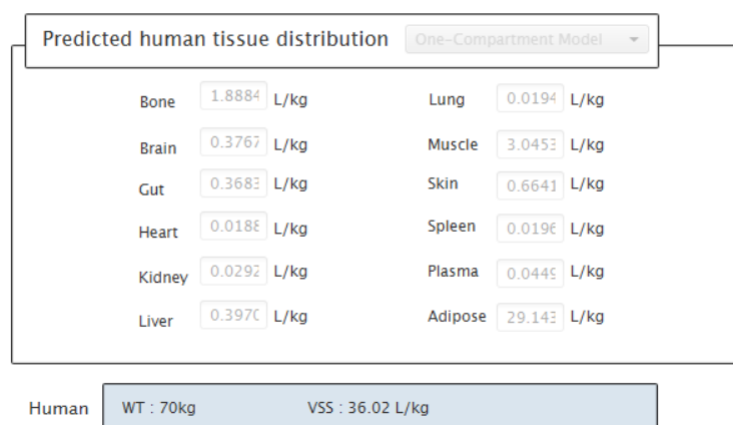 Predicted human tissue distribution One-Compartment Model
Bone 1.8884 L/kg Lung 0.0194 L/kg
Brain 0.3767 L/kg Muscle 3.0453 L/kg
Gut 0.3683 L/kg Skin 0.6641 L/kg
Heart 0.0188 L/kg Spleen 0.0196 L/kg
Kidney 0.0292 L/kg Plasma 0.0449 L/kg
Liver 0.3970 L/kg Adipose 29.143 L/kg
Human WT : 70kg VSS : 36.02 L/kg